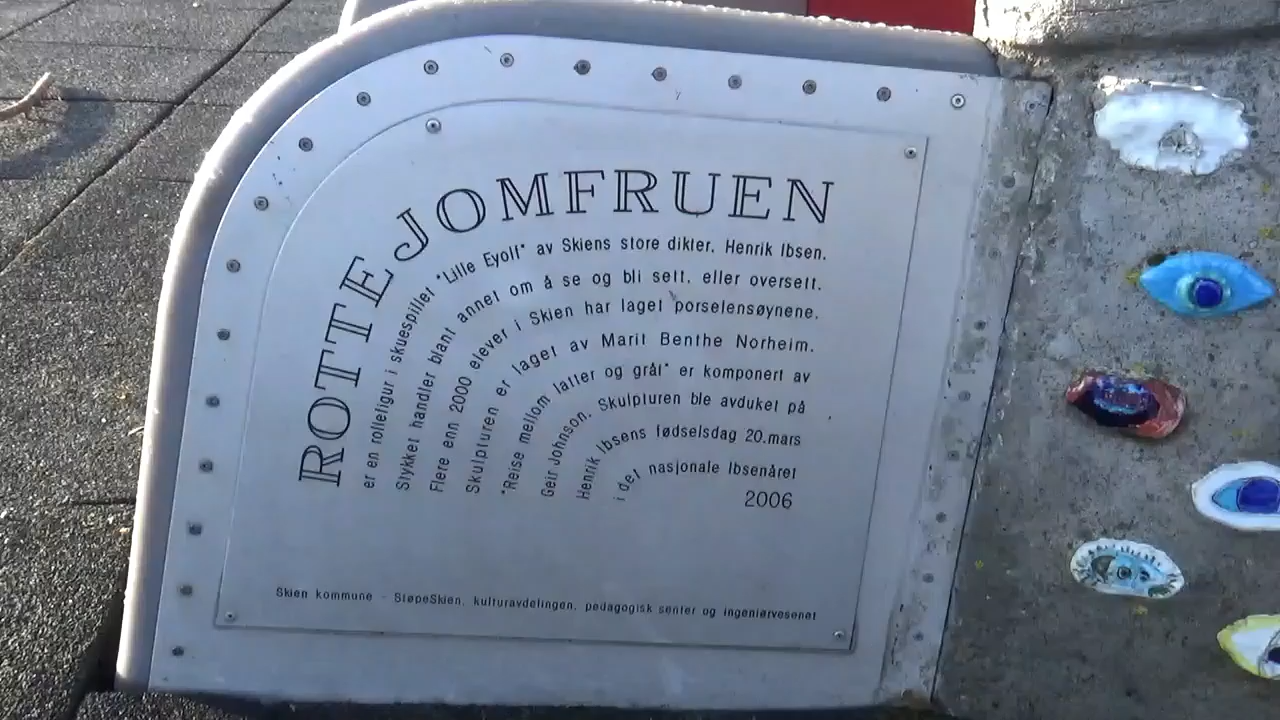 ROTTEJOMFRUEN
er en rollefigur i skuespillet "Lille Eyolf" av Skiens store dikter, Henrik Ibsen.
Stykket handler blant annet om å se og bli sett, eller oversett.
Flere enn 2000 elever i Skien har laget porselensøynene.
Skulpturen er laget av Marit Benthe Norheim.
"Reise mellom latter og gråt" er komponert av
Geir Johnson. Skulpturen ble avduket på
Henrik Ibsens fødselsdag 20.mars
i det nasjonale Ibsenåret
2006
Skien kommune - StøpeSkien, kulturavdelingen, pedagogisk senter og ingeniørvesenet